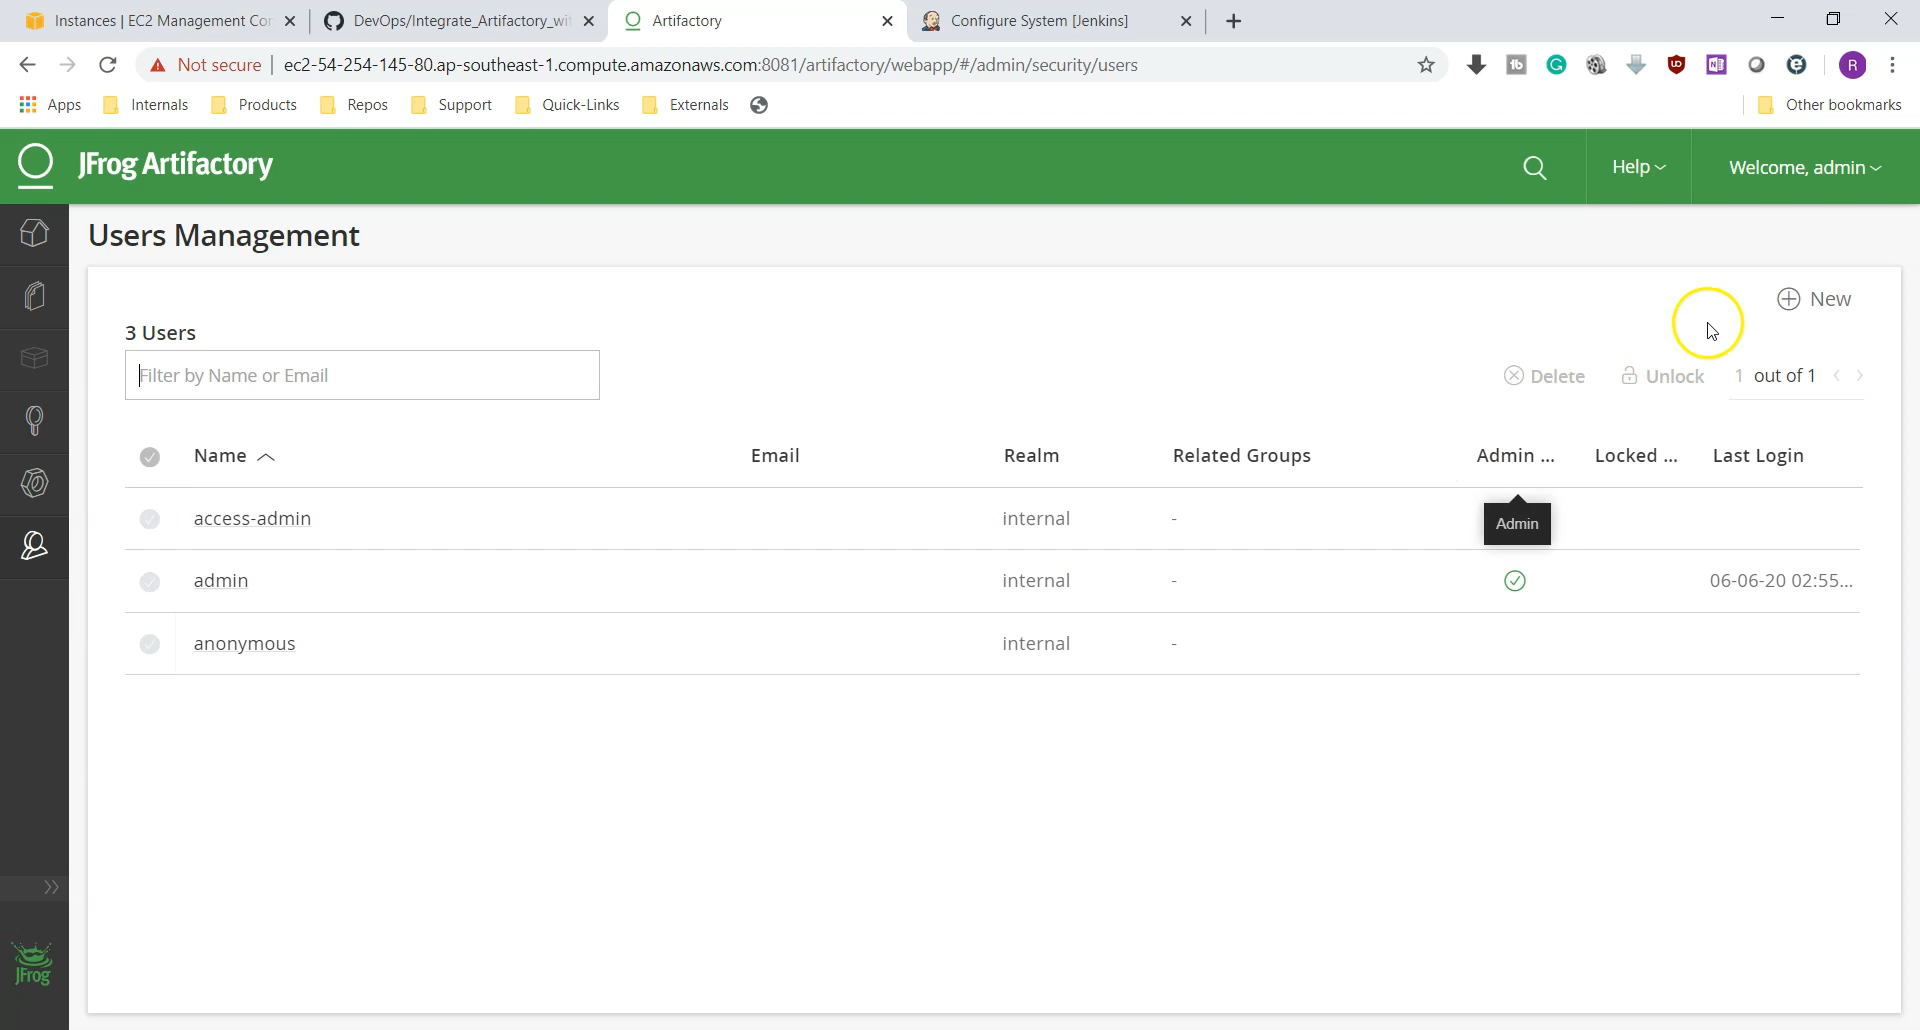 Instances | EC2 Management Con
DevOps/Integrate_Artifactory_wit
Artifactory
Configure System [Jenkins]
Not secure | ec2-54-254-145-80.ap-southeast-1.compute.amazonaws.com:8081/artifactory/webapp/#/admin/security/users
R
Apps Internals Products Repos Support Quick-Links Externals Other bookmarks
JFrog Artifactory
Help
Welcome, admin
Users Management
New
3 Users
Filter by Name or Email
Delete Unlock 1 out of 1
Name Email Realm Related Groups Admin ... Locked ... Last Login
access-admin internal -
Admin
admin internal - 06-06-20 02:55...
anonymous internal -
JFrog